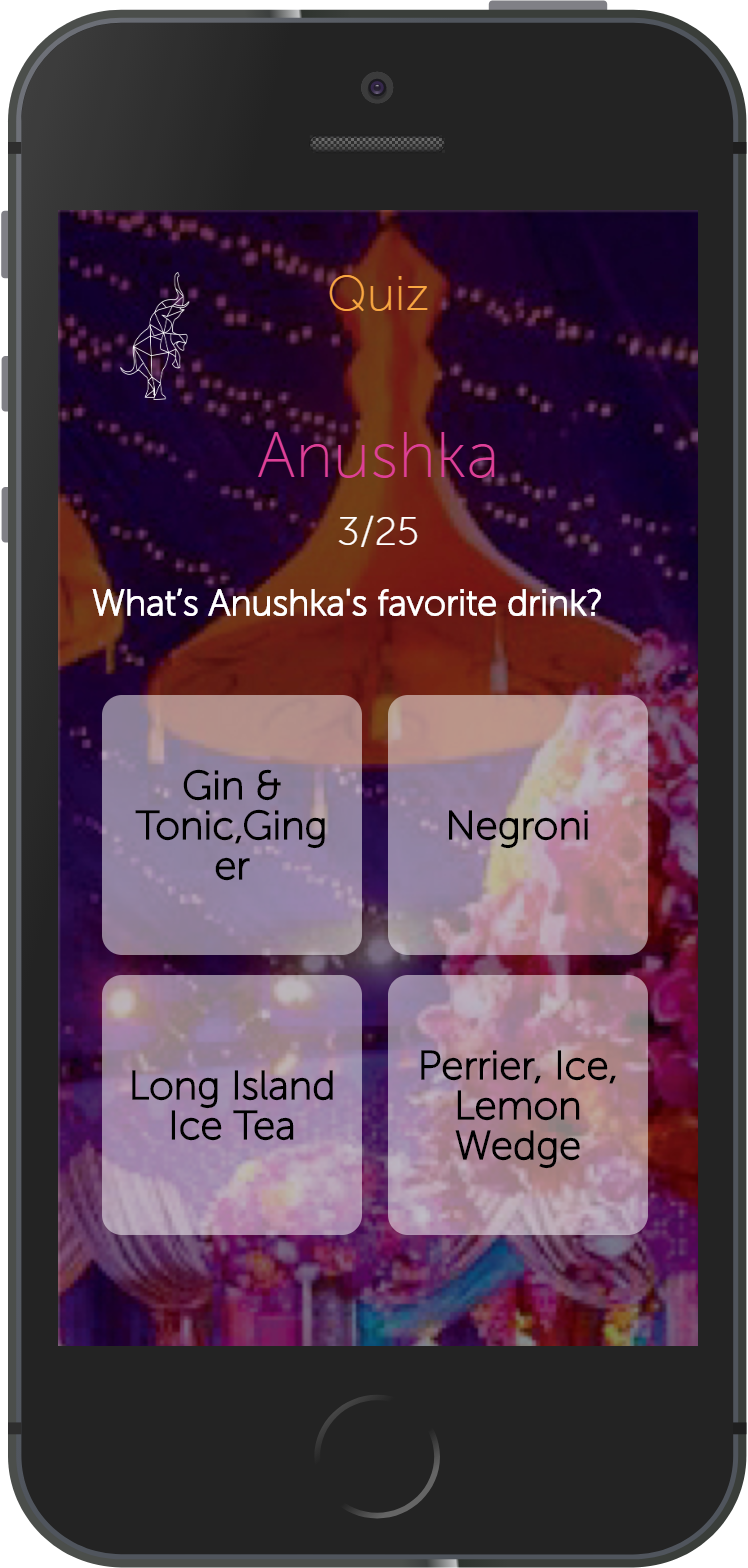 Quiz
Anushka
3/25
What’s Anushka's favorite drink?
Gin &
Tonic,Ging
er
Negroni
Long Island
Ice Tea
Perrier, Ice,
Lemon
Wedge